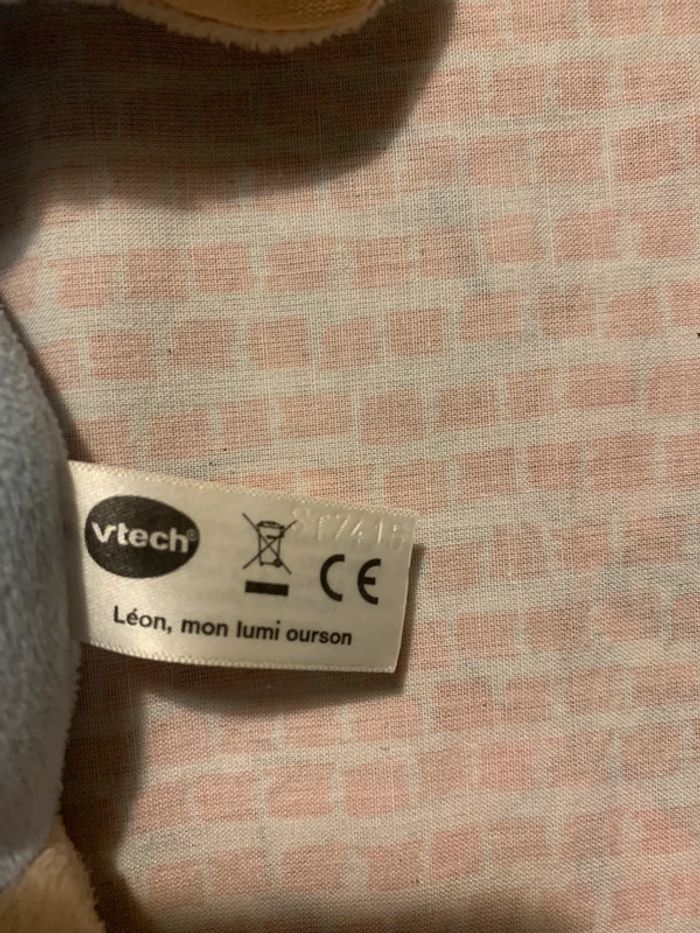 vtech®
CE
Léon, mon lumi ourson